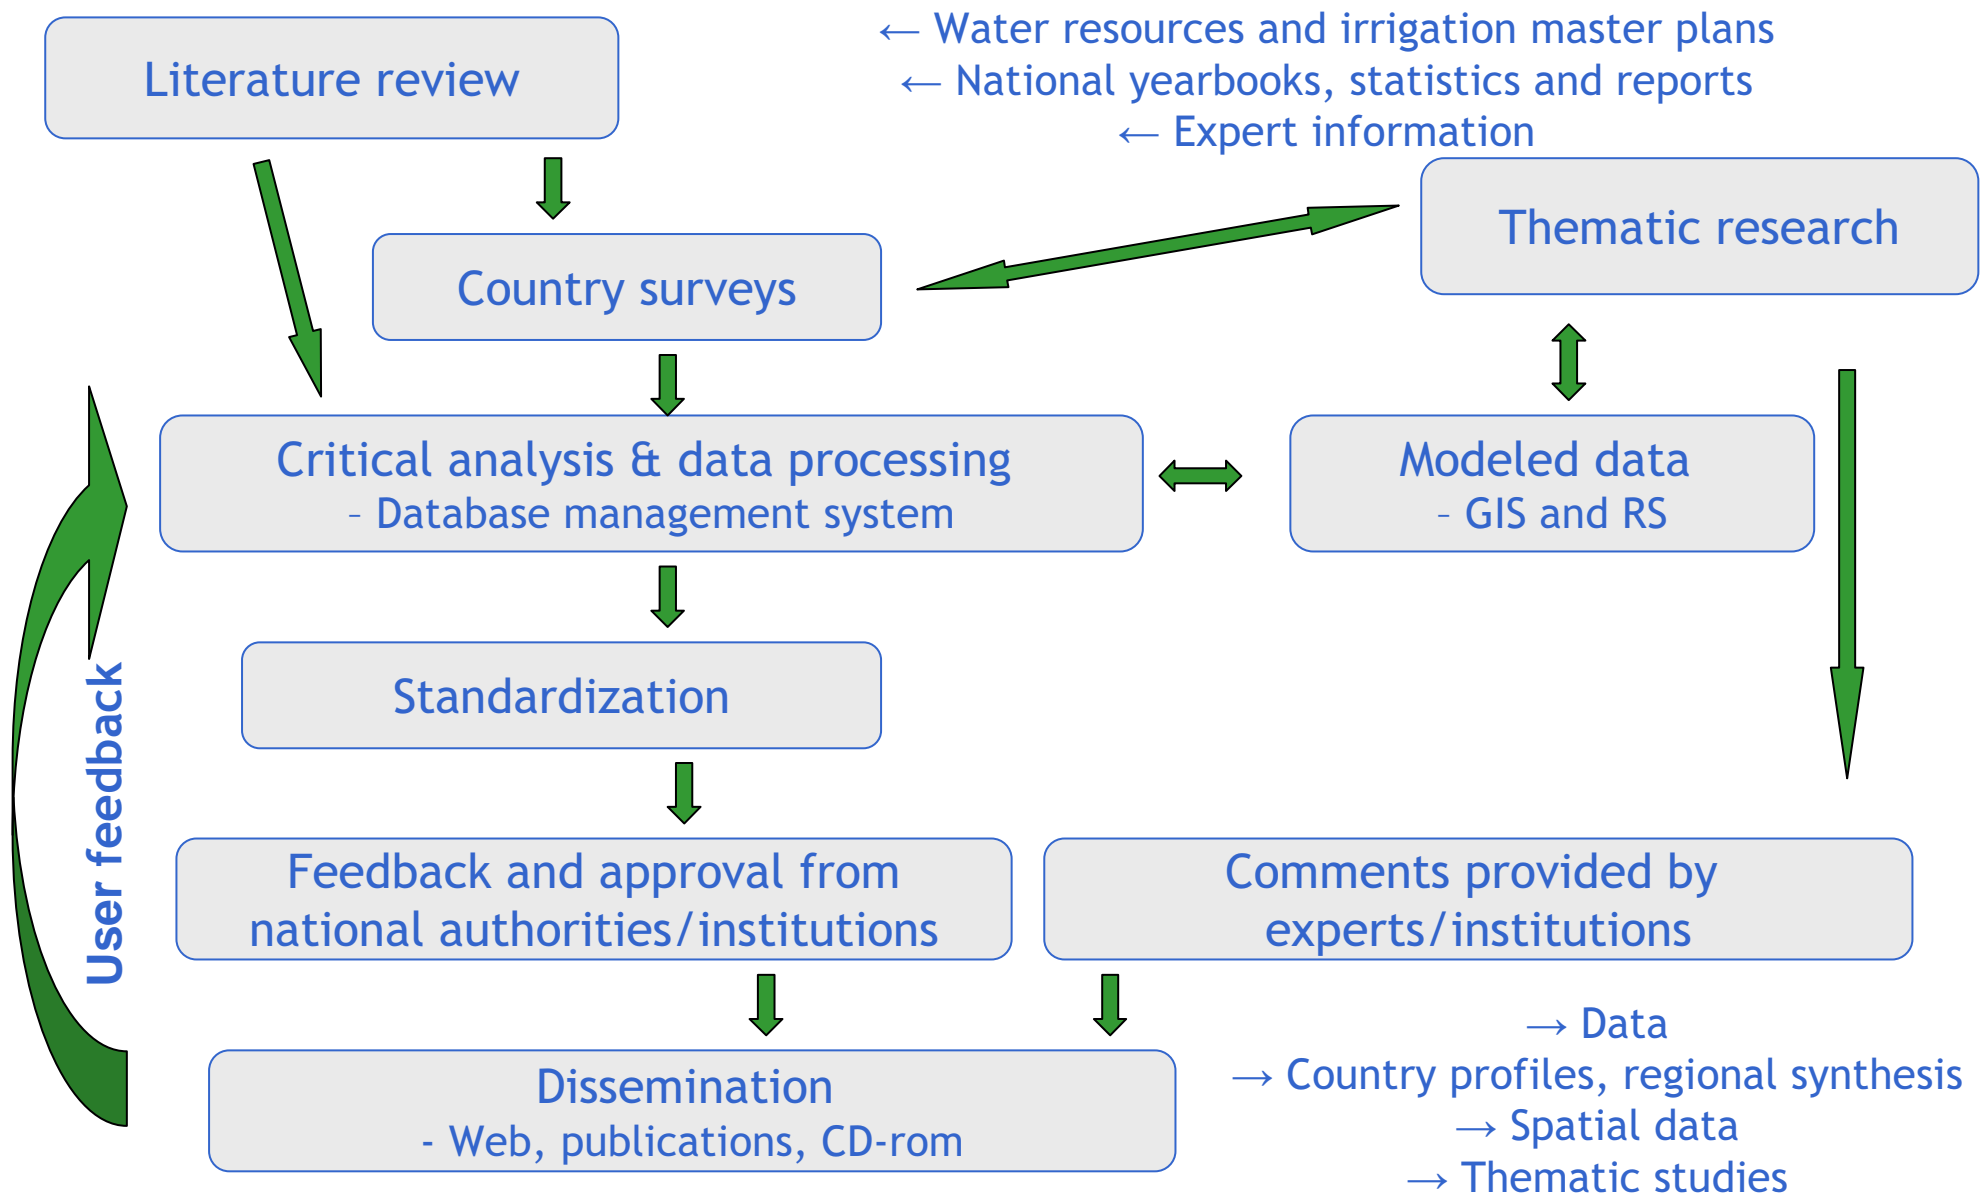 Literature review
← Water resources and irrigation master plans
← National yearbooks, statistics and reports
← Expert information
Thematic research
Country surveys
Critical analysis & data processing
– Database management system
Modeled data
– GIS and RS
Standardization
User feedback
Feedback and approval from
national authorities/institutions
Comments provided by
experts/institutions
Dissemination
- Web, publications, CD-rom
→ Data
→ Country profiles, regional synthesis
→ Spatial data
→ Thematic studies